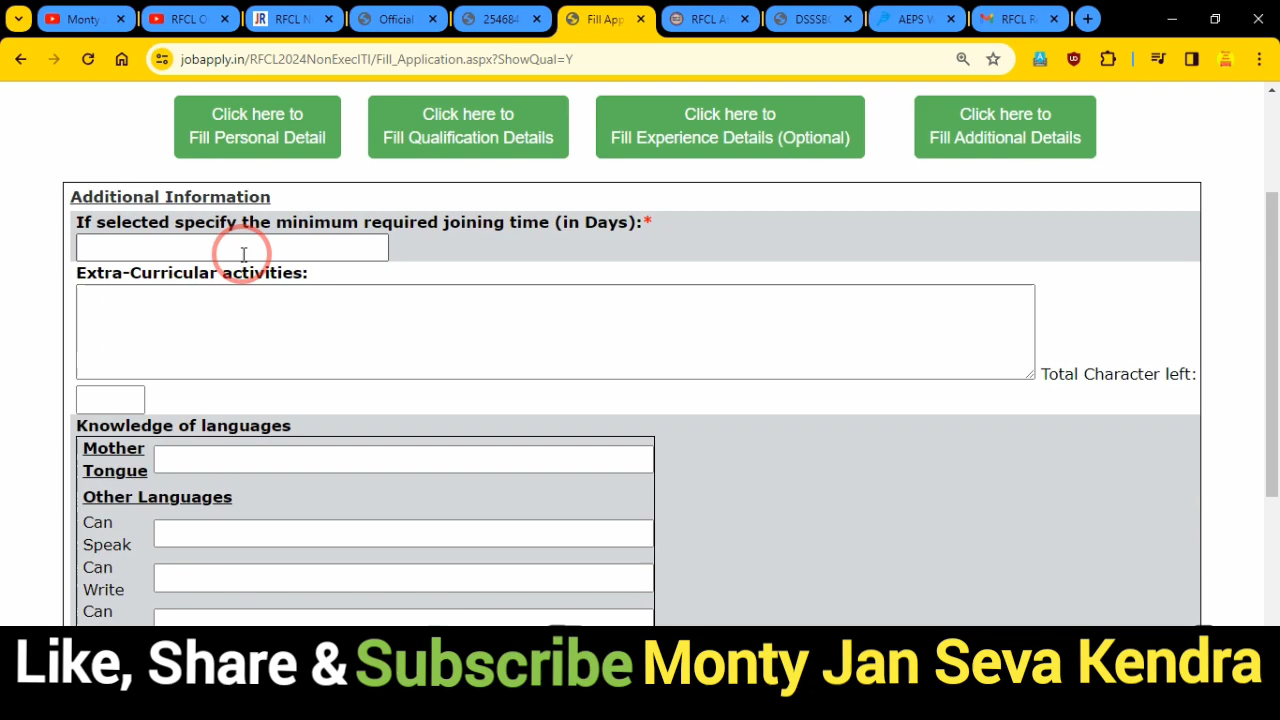 Monty
RFCL O
JR
RFCL N
Official
254684
Fill App
RFCL A
DSSSBC
AEPS W
RFCL R
jobapply.in/RFCL2024NonExecITI/Fill_Application.aspx?ShowQual=Y
Click here to
Fill Personal Detail
Click here to
Fill Qualification Details
Click here to
Fill Experience Details (Optional)
Click here to
Fill Additional Details
Additional Information
If selected specify the minimum required joining time (in Days):*
Extra-Curricular activities:
Total Character left:
Knowledge of languages
Mother
Tongue
Other Languages
Can
Speak
Can
Write
Can
Like, Share & Subscribe Monty Jan Seva Kendra